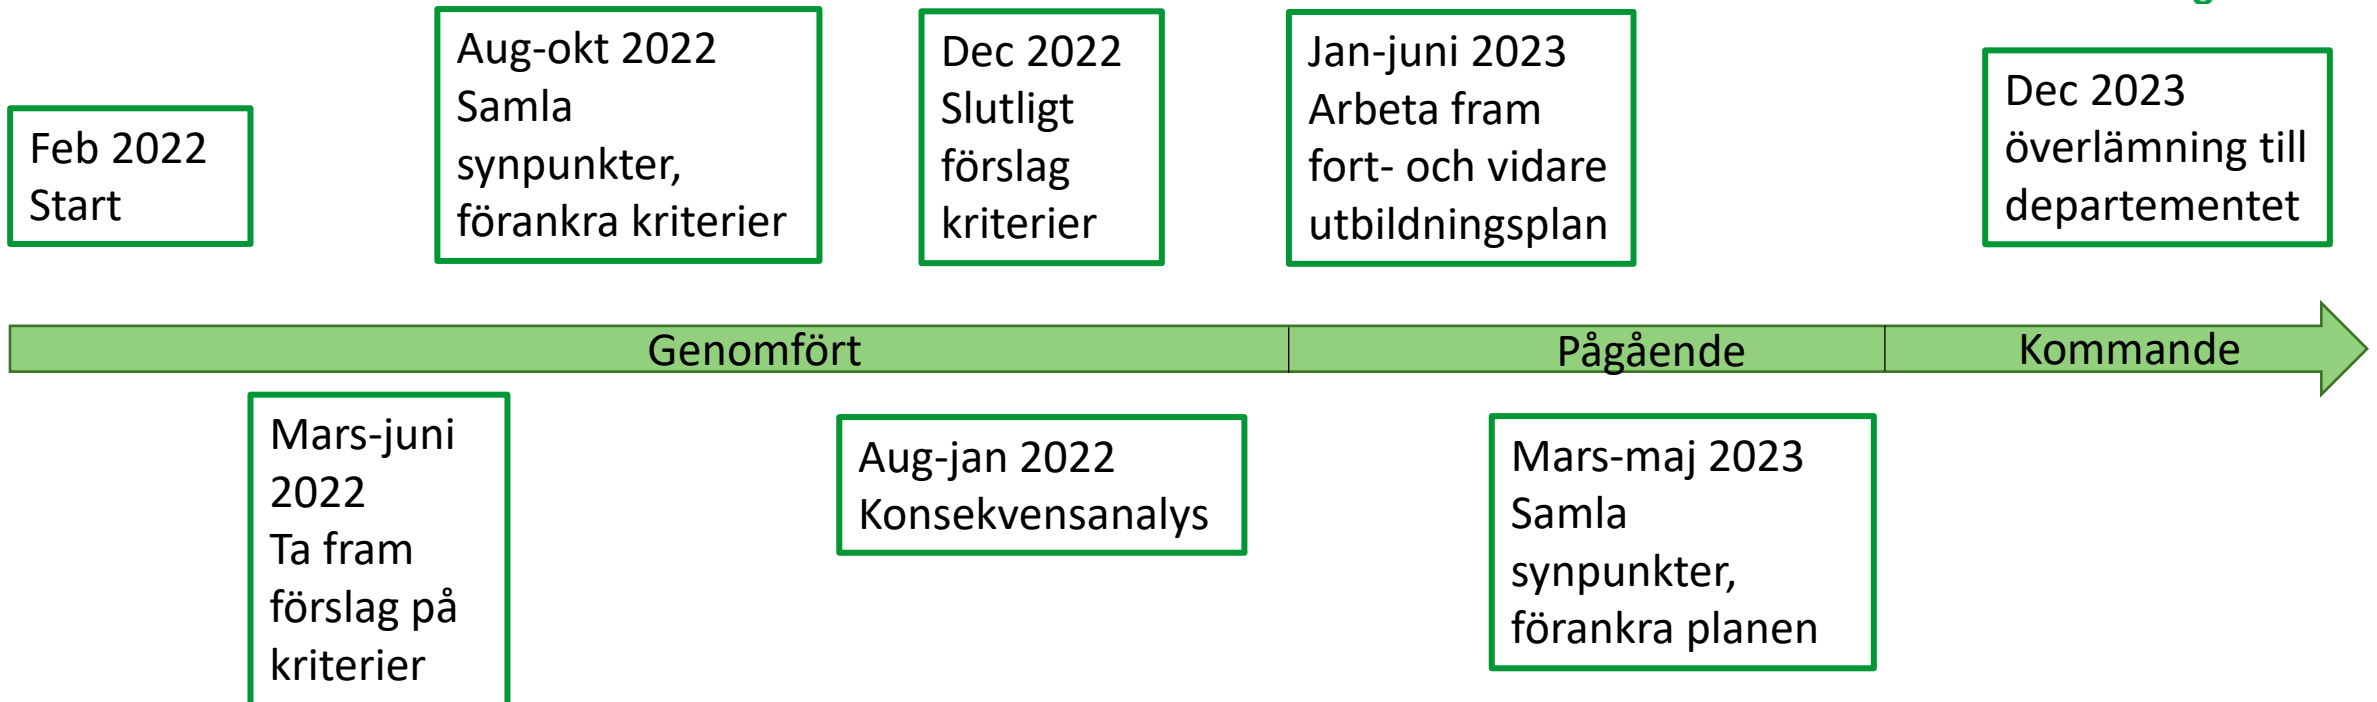 Feb 2022
Start
Aug-okt 2022
Samla
synpunkter,
förankra kriterier
Dec 2022
Slutligt
förslag
kriterier
Jan-juni 2023
Arbeta fram
fort- och vidare
utbildningsplan
Dec 2023
överlämning till
departementet
Genomfört
Pågående
Kommande
Mars-juni
2022
Ta fram
förslag på
kriterier
Aug-jan 2022
Konsekvensanalys
Mars-maj 2023
Samla
synpunkter,
förankra planen